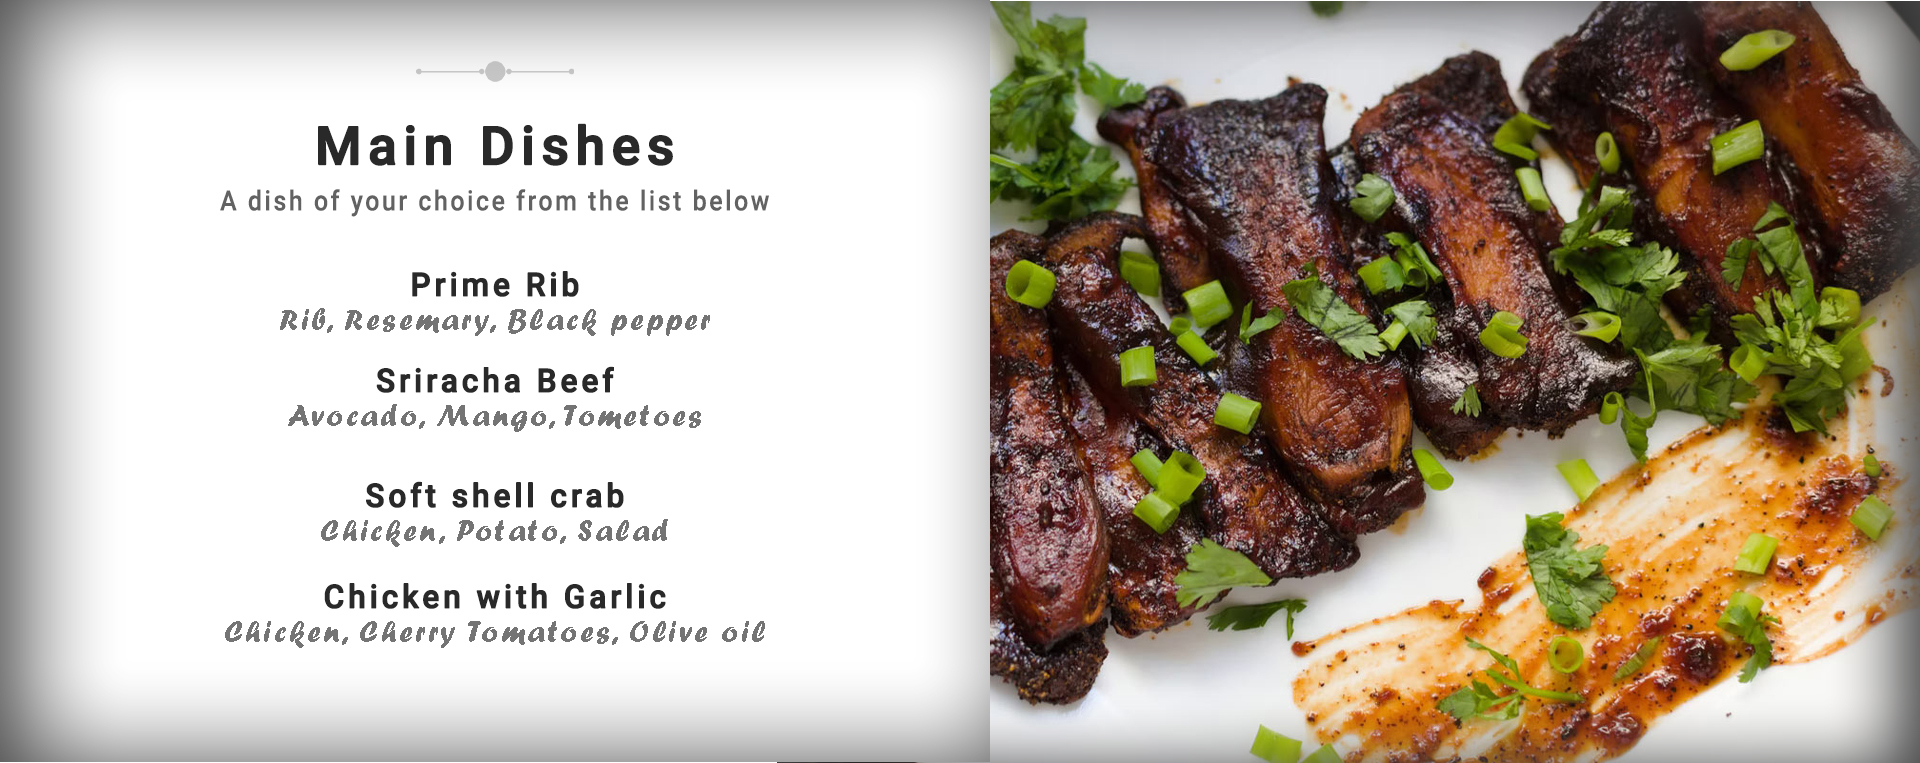 Main Dishes
A dish of your choice from the list below
Prime Rib
Rib, Resemary, Black pepper
Sriracha Beef
Avocado, Mango, Tometoes
Soft shell crab
Chicken, Potato, Salad
Chicken with Garlic
Chicken, Cherry Tomatoes, Olive oil